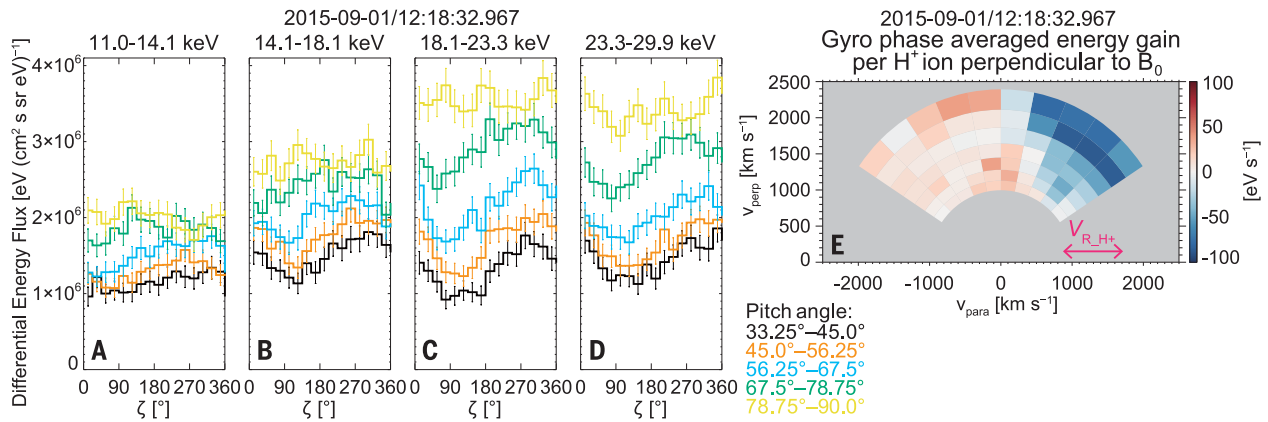 2015-09-01/12:18:32.967
11.0-14.1 keV 14.1-18.1 keV 18.1-23.3 keV 23.3-29.9 keV
Differential Energy Flux [eV (cm² s sr eV)⁻¹]
4×10⁶
3×10⁶
2×10⁶
1×10⁶
0
A B C D
0 90 180 270 360 0 90 180 270 360 0 90 180 270 360 0 90 180 270 360
ζ [°] ζ [°] ζ [°] ζ [°]
2015-09-01/12:18:32.967
Gyro phase averaged energy gain
per H⁺ ion perpendicular to B₀
v_perp [km s⁻¹]
2500
2000
1500
1000
500
0
E
V_R_H+
-2000 -1000 0 1000 2000
v_para [km s⁻¹]
100
50
0
-50
-100
[eV s⁻¹]
Pitch angle:
33.25°–45.0°
45.0°–56.25°
56.25°–67.5°
67.5°–78.75°
78.75°–90.0°